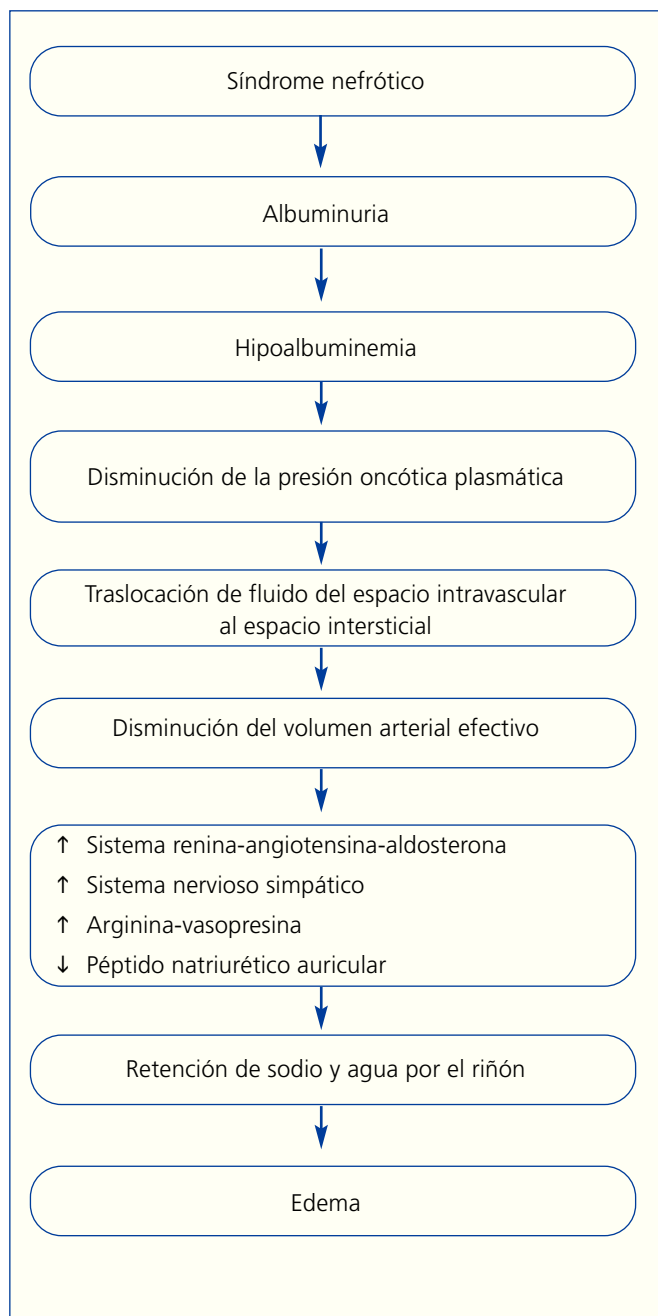 Síndrome nefrótico
Albuminuria
Hipoalbuminemia
Disminución de la presión oncótica plasmática
Traslocación de fluido del espacio intravascular
al espacio intersticial
Disminución del volumen arterial efectivo
↑ Sistema renina-angiotensina-aldosterona
↑ Sistema nervioso simpático
↑ Arginina-vasopresina
↓ Péptido natriurético auricular
Retención de sodio y agua por el riñón
Edema